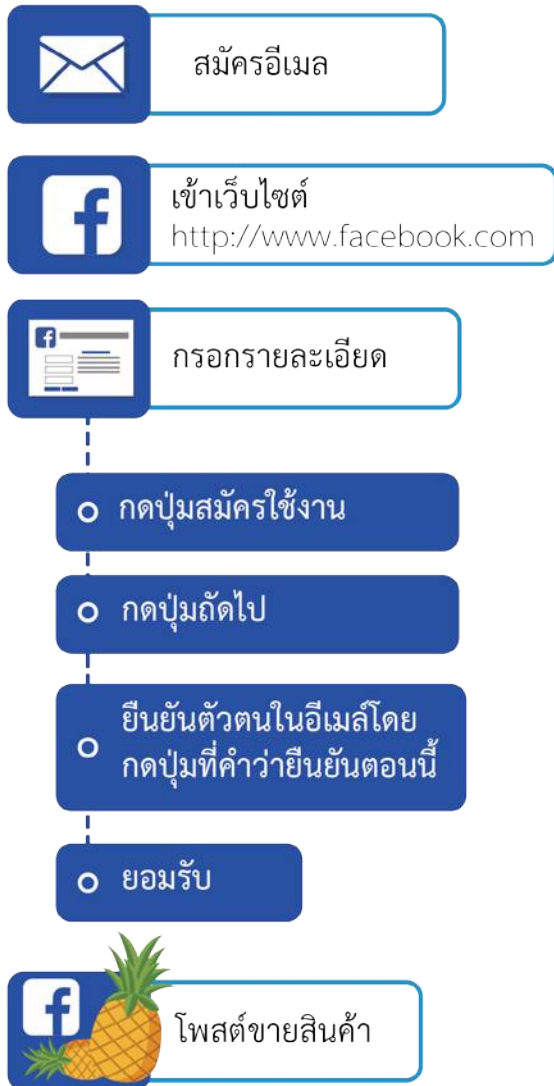 สมัครอีเมล
เข้าเว็บไซต์
http://www.facebook.com
กรอกรายละเอียด
กดปุ่มสมัครใช้งาน
กดปุ่มถัดไป
ยืนยันตัวตนในอีเมล์โดย
กดปุ่มที่คำว่ายืนยันตอนนี้
ยอมรับ
โพสต์ขายสินค้า